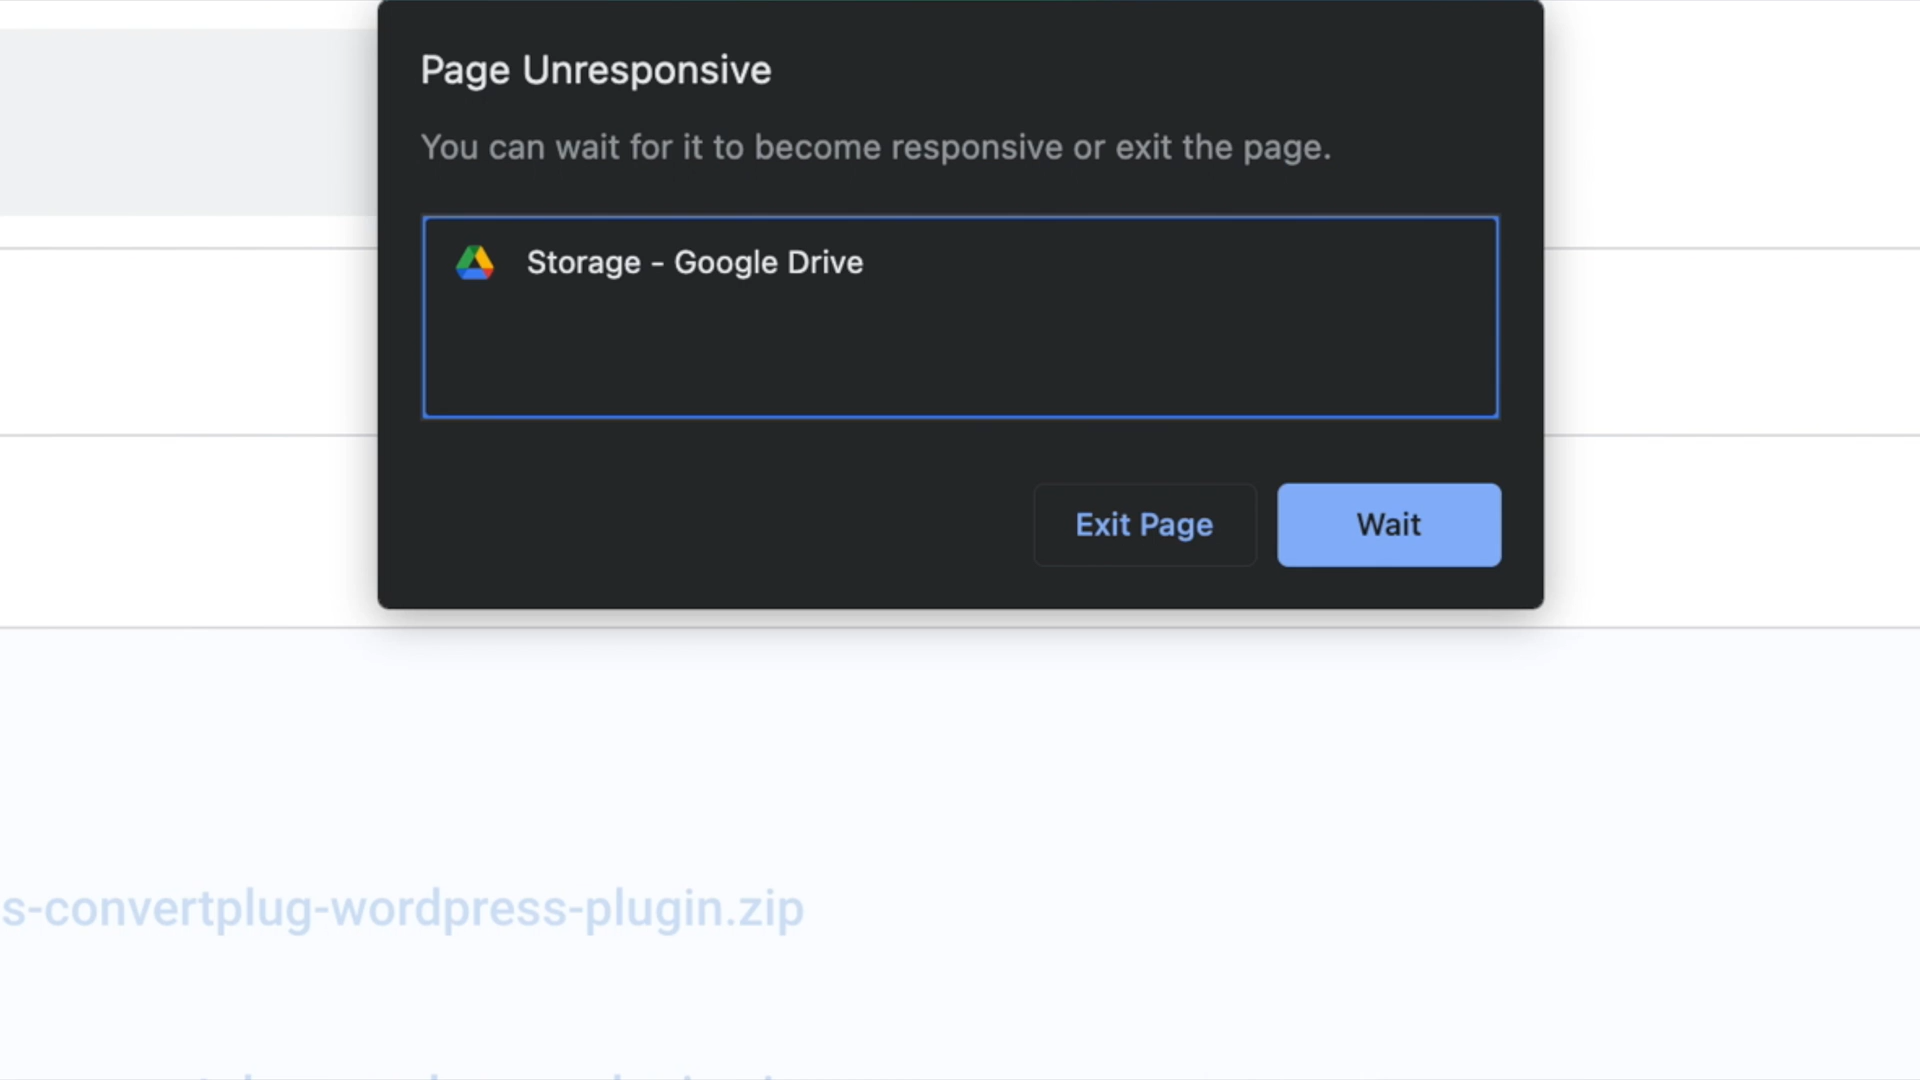 Page Unresponsive
You can wait for it to become responsive or exit the page.
Storage - Google Drive
Exit Page
Wait
s-convertplug-wordpress-plugin.zip